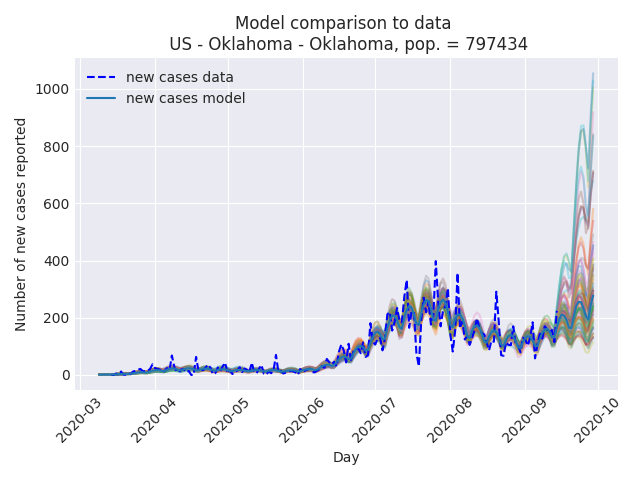 Model comparison to data
US - Oklahoma - Oklahoma, pop. = 797434
new cases data
new cases model
Number of new cases reported
1000
800
600
400
200
0
2020-03
2020-04
2020-05
2020-06
2020-07
2020-08
2020-09
2020-10
Day